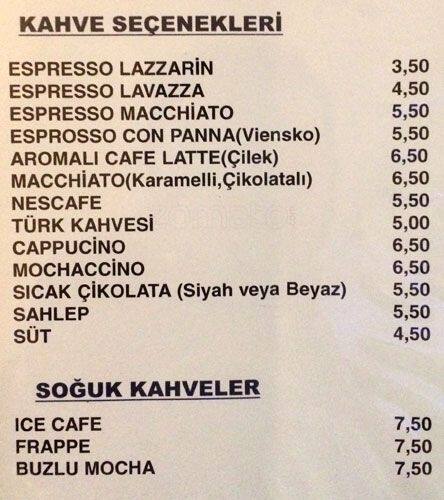 KAHVE SEÇENEKLERİ
ESPRESSO LAZZARİN 3,50
ESPRESSO LAVAZZA 4,50
ESPRESSO MACCHİATO 5,50
ESPROSSO CON PANNA(Viensko) 5,50
AROMALI CAFE LATTE(Çilek) 6,50
MACCHİATO(Karamelli,Çikolatalı) 6,50
NESCAFE 5,50
TÜRK KAHVESİ 5,00
CAPPUCİNO 6,50
MOCHACCİNO 6,50
SICAK ÇİKOLATA (Siyah veya Beyaz) 5,50
SAHLEP 5,50
SÜT 4,50
SOĞUK KAHVELER
ICE CAFE 7,50
FRAPPE 7,50
BUZLU MOCHA 7,50